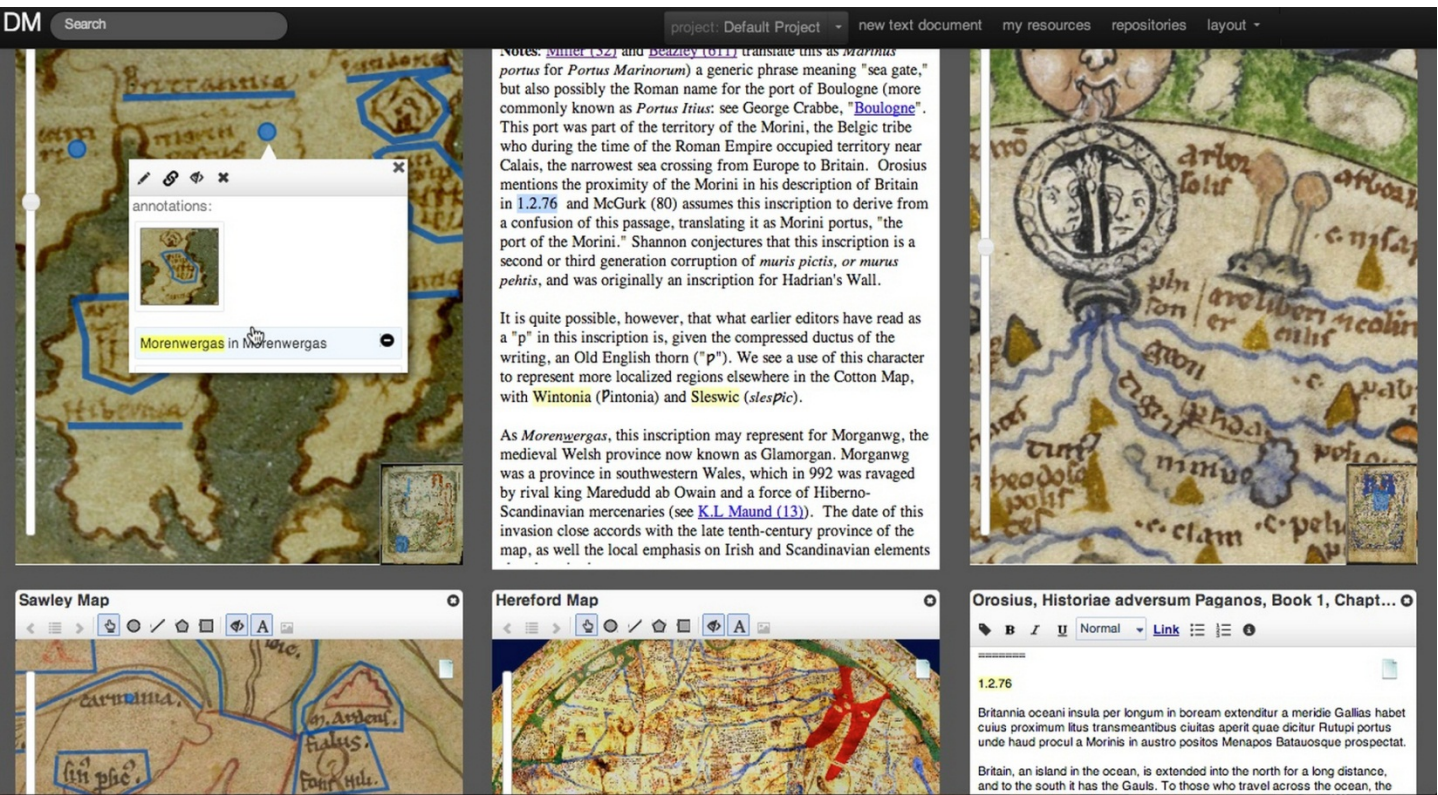 DM
Search
project: Default Project
new text document
my resources
repositories
layout
Brittannia
annotations:
Morenwergas in Morenwergas
Hibernia
Notes: Miller (32) and Beazley (611) translate this as Marinus
portus for Portus Marinorum) a generic phrase meaning "sea gate,"
but also possibly the Roman name for the port of Boulogne (more
commonly known as Portus Itius: see George Crabbe, "Boulogne".
This port was part of the territory of the Morini, the Belgic tribe
who during the time of the Roman Empire occupied territory near
Calais, the narrowest sea crossing from Europe to Britain. Orosius
mentions the proximity of the Morini in his description of Britain
in 1.2.76 and McGurk (80) assumes this inscription to derive from
a confusion of this passage, translating it as Morini portus, "the
port of the Morini." Shannon conjectures that this inscription is a
second or third generation corruption of muris pictis, or murus
pehtis, and was originally an inscription for Hadrian's Wall.
It is quite possible, however, that what earlier editors have read as
a "p" in this inscription is, given the compressed ductus of the
writing, an Old English thorn ("ƿ"). We see a use of this character
to represent more localized regions elsewhere in the Cotton Map,
with Wintonia (Ƿintonia) and Sleswic (slesƿic).
As Morenwergas, this inscription may represent for Morganwg, the
medieval Welsh province now known as Glamorgan. Morganwg
was a province in southwestern Wales, which in 992 was ravaged
by rival king Maredudd ab Owain and a force of Hiberno-
Scandinavian mercenaries (see K.L Maund (13)). The date of this
invasion close accords with the late tenth-century province of the
map, as well the local emphasis on Irish and Scandinavian elements
arbor
solis
Sawley Map
A
carmania.
Hereford Map
A
Orosius, Historiae adversum Paganos, Book 1, Chapt...
B I U Normal Link
=======
1.2.76
Britannia oceani insula per longum in boream extenditur a meridie Gallias habet
cuius proximum litus transmeantibus ciuitas aperit quae dicitur Rutupi portus
unde haud procul a Morinis in austro positos Menapos Batauosque prospectat.
Britain, an island in the ocean, is extended into the north for a long distance,
and to the south it has the Gauls. To those who travel across the ocean, the